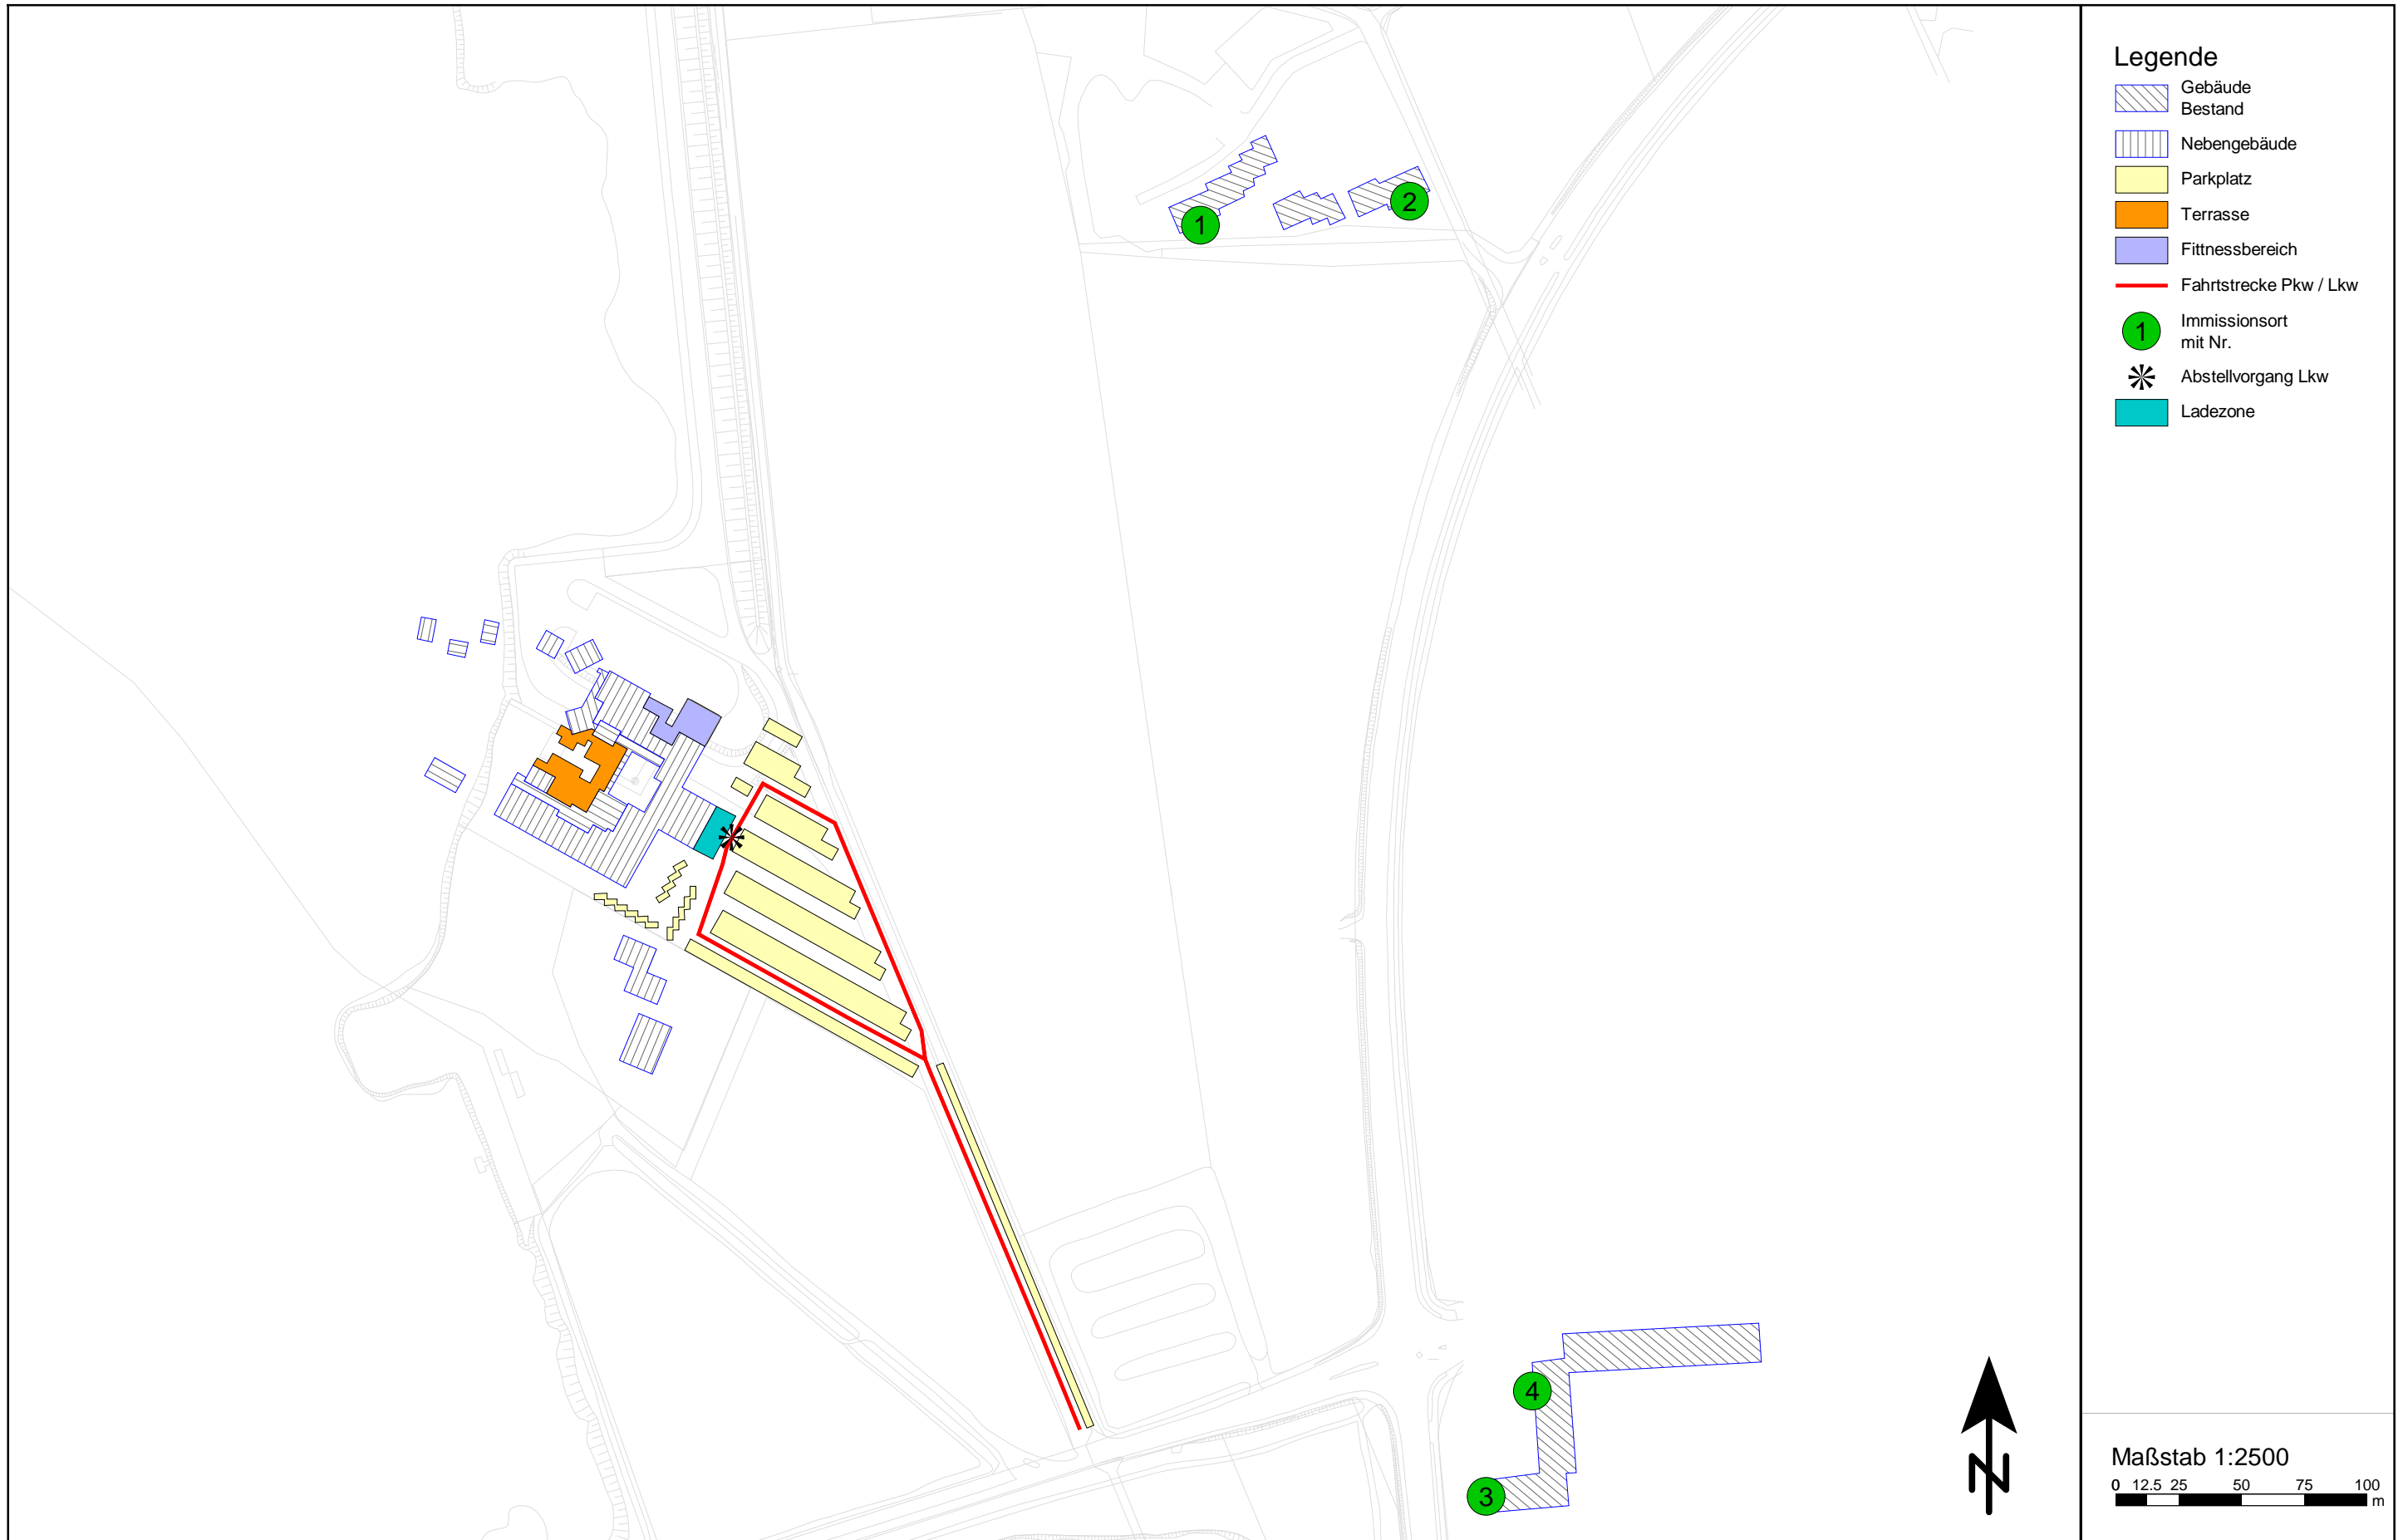 Legende
Gebäude
Bestand
Nebengebäude
Parkplatz
Terrasse
Fittnessbereich
Fahrtstrecke Pkw / Lkw
1
Immissionsort
mit Nr.
Abstellvorgang Lkw
Ladezone
1
2
4
3
N
Maßstab 1:2500
0 12.5 25 50 75 100
m